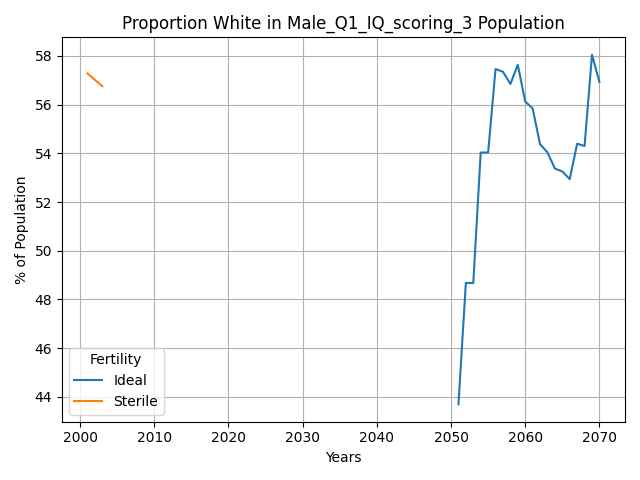 Proportion White in Male_Q1_IQ_scoring_3 Population
% of Population
58
56
54
52
50
48
46
44
Fertility
Ideal
Sterile
2000 2010 2020 2030 2040 2050 2060 2070
Years